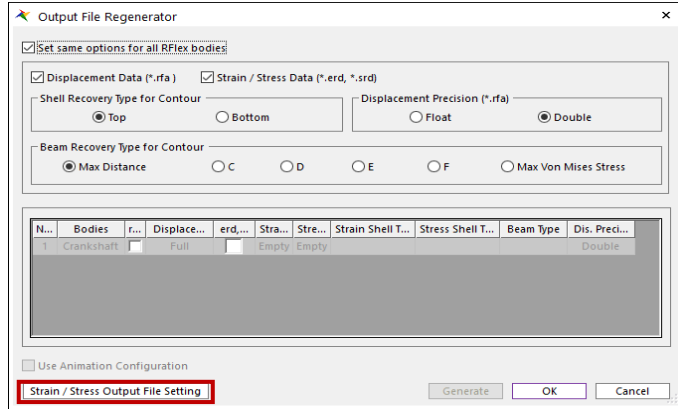 Output File Regenerator
Set same options for all RFlex bodies
Displacement Data (*.rfa ) Strain / Stress Data (*.erd, *.srd)
Shell Recovery Type for Contour Displacement Precision (*.rfa)
Top Bottom Float Double
Beam Recovery Type for Contour
Max Distance C D E F Max Von Mises Stress
N... Bodies r... Displace... erd,... Stra... Stre... Strain Shell T... Stress Shell T... Beam Type Dis. Preci...
1 Crankshaft Full Empty Empty Double
Use Animation Configuration
Strain / Stress Output File Setting Generate OK Cancel